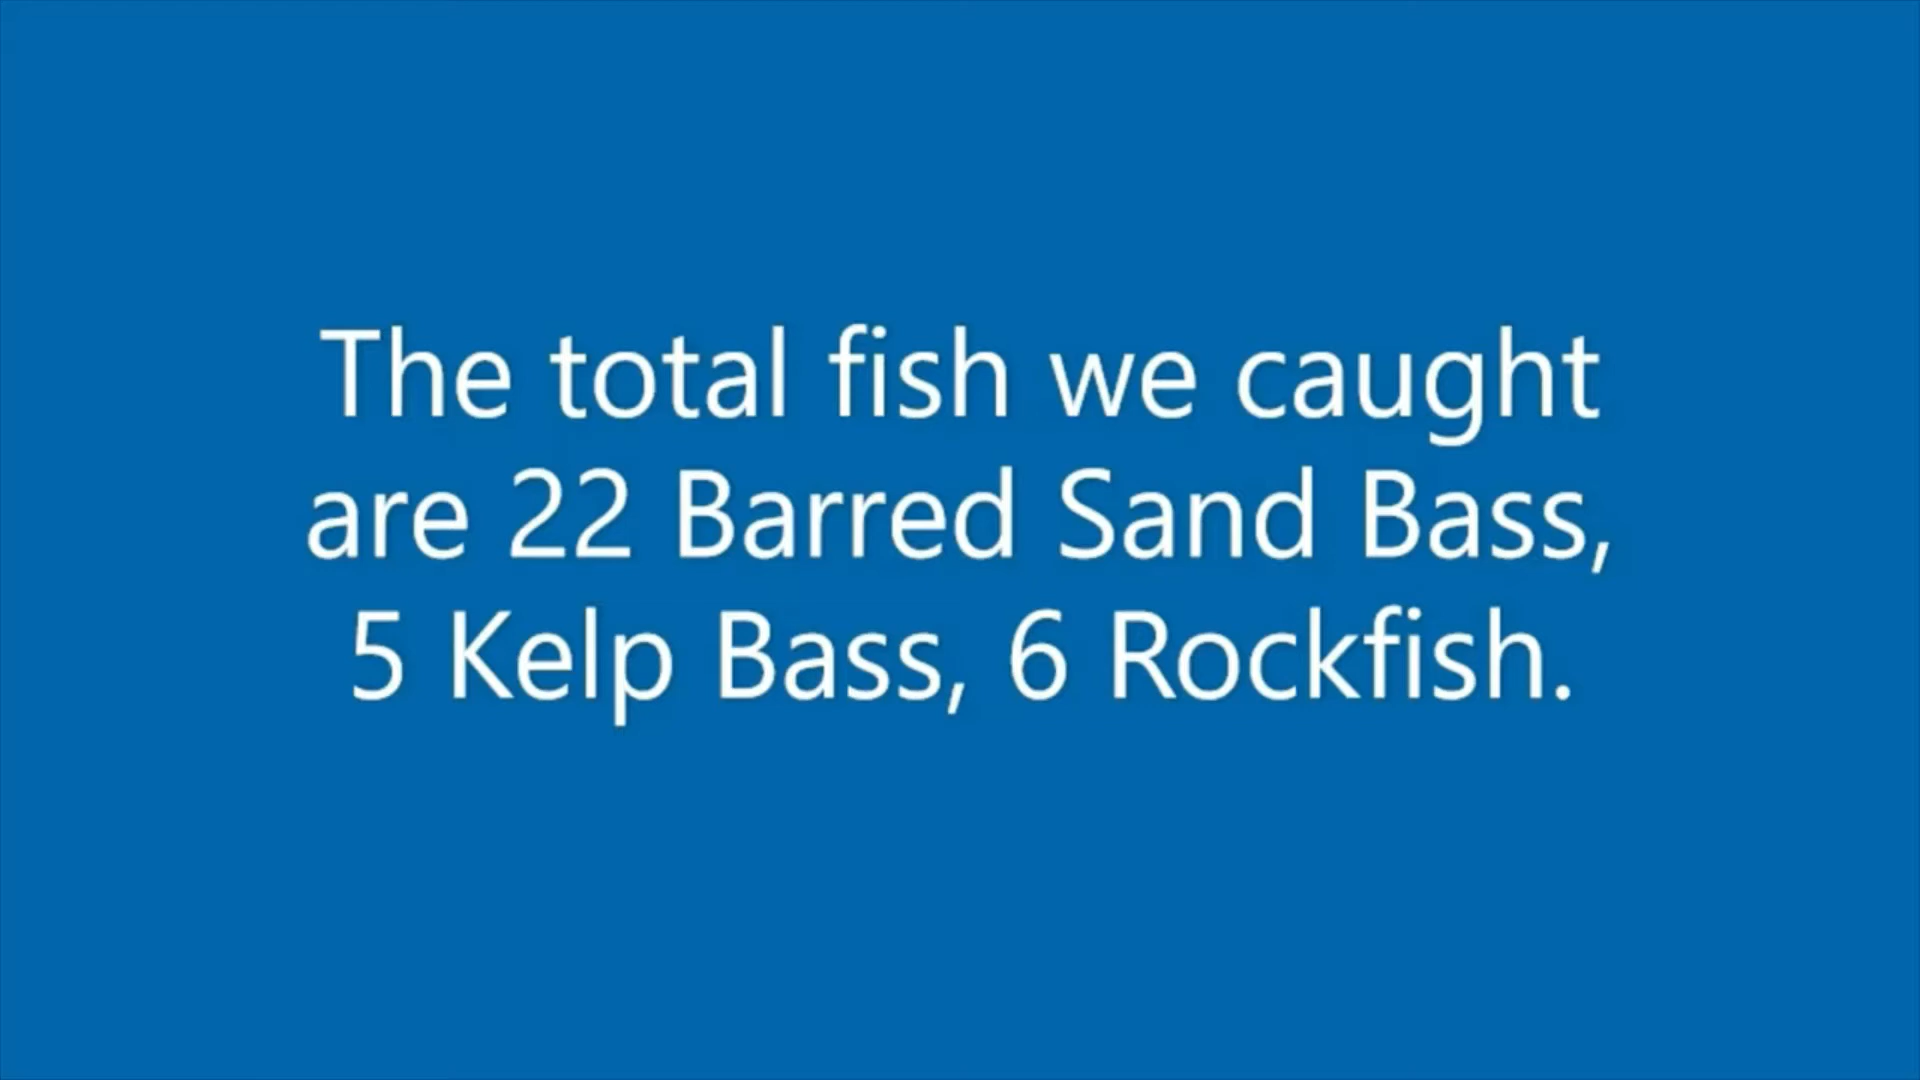 The total fish we caught
are 22 Barred Sand Bass,
5 Kelp Bass, 6 Rockfish.